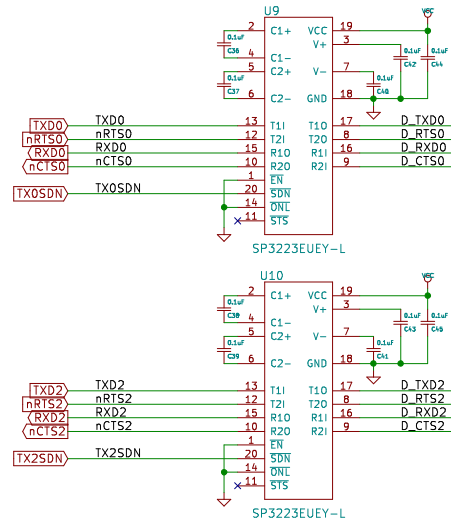 U9
VCC
2 C1+ VCC 19
0.1uF C36
V+ 3
4 C1-
0.1uF C42
0.1uF C44
5 C2+ V- 7
0.1uF C37
0.1uF C40
6 C2- GND 18
TXD0 TXD0 13 T1I T1O 17 D_TXD0
nRTS0 nRTS0 12 T2I T2O 8 D_RTS0
RXD0 RXD0 15 R1O R1I 16 D_RXD0
nCTS0 nCTS0 10 R2O R2I 9 D_CTS0
1 EN
TX0SDN TX0SDN 20 SDN
14 ONL
11 STS
SP3223EUEY-L
U10
VCC
2 C1+ VCC 19
0.1uF C38
V+ 3
4 C1-
0.1uF C43
0.1uF C45
5 C2+ V- 7
0.1uF C39
0.1uF C41
6 C2- GND 18
TXD2 TXD2 13 T1I T1O 17 D_TXD2
nRTS2 nRTS2 12 T2I T2O 8 D_RTS2
RXD2 RXD2 15 R1O R1I 16 D_RXD2
nCTS2 nCTS2 10 R2O R2I 9 D_CTS2
1 EN
TX2SDN TX2SDN 20 SDN
14 ONL
11 STS
SP3223EUEY-L